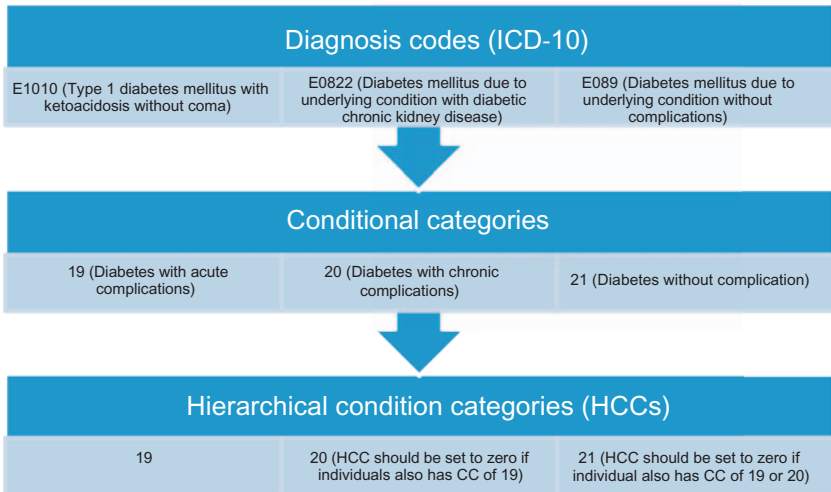 Diagnosis codes (ICD-10)
E1010 (Type 1 diabetes mellitus with
ketoacidosis without coma)
E0822 (Diabetes mellitus due to
underlying condition with diabetic
chronic kidney disease)
E089 (Diabetes mellitus due to
underlying condition without
complications)
Conditional categories
19 (Diabetes with acute
complications)
20 (Diabetes with chronic
complications)
21 (Diabetes without complication)
Hierarchical condition categories (HCCs)
19
20 (HCC should be set to zero if
individuals also has CC of 19)
21 (HCC should be set to zero if
individual also has CC of 19 or 20)